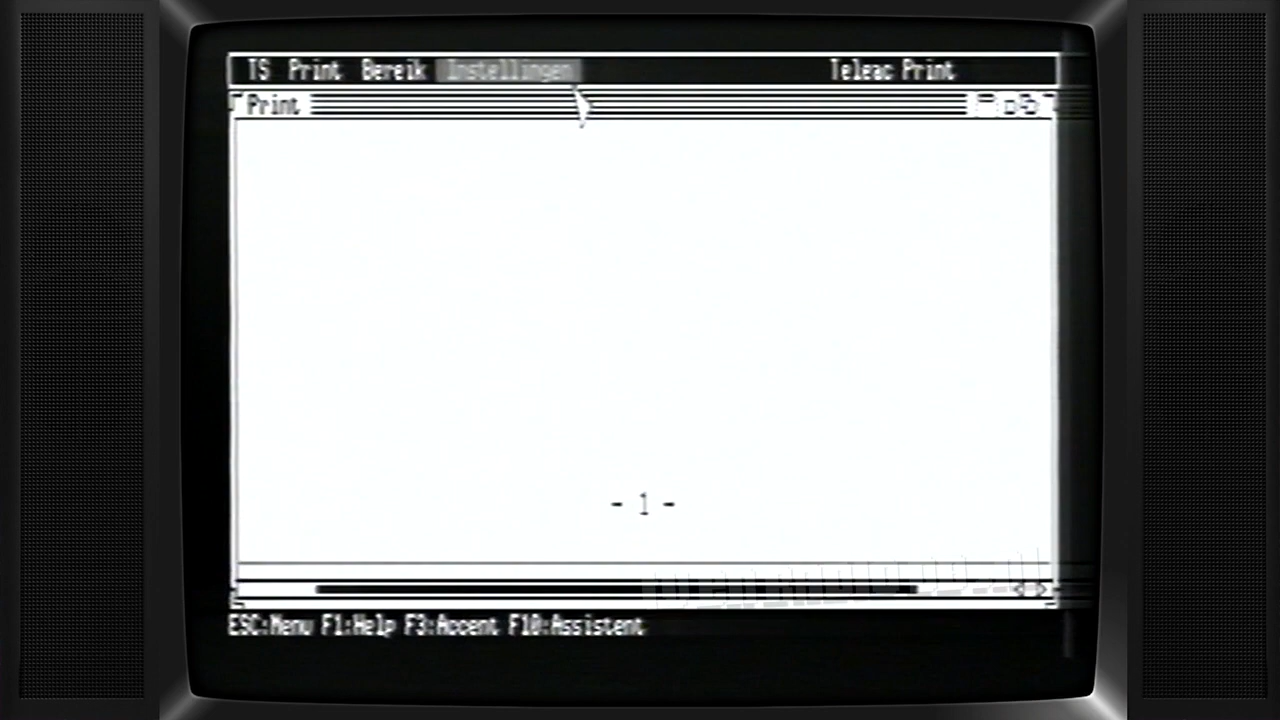 TS Print Bereik Instellingen Teleac Print
Print
- 1 -
ESC:Menu F1:Help F3:Accent F10:Assistent